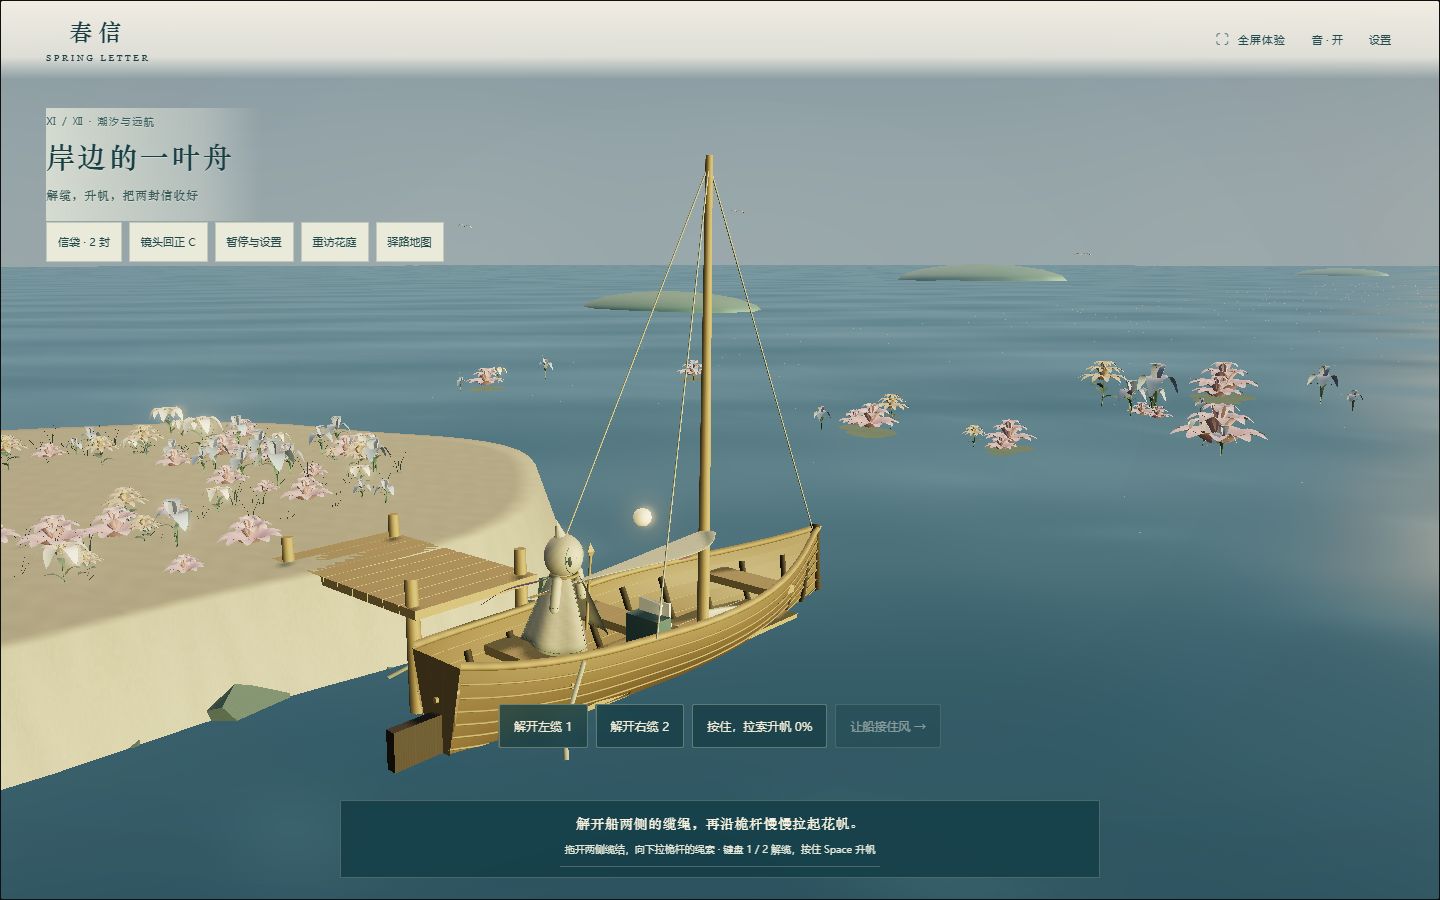 春信
SPRING LETTER
全屏体验 音·开 设置
XI / XII · 潮汐与远航
岸边的一叶舟
解缆，升帆，把两封信收好
信袋·2 封 镜头回正 C 暂停与设置 重访花庭 驿路地图
解开左缆 1 解开右缆 2 按住，拉索升帆 0% 让船接住风 →
解开船两侧的缆绳，再沿桅杆慢慢拉起花帆。
拖开两侧缆结，向下拉桅杆的绳索·键盘 1 / 2 解缆，按住 Space 升帆